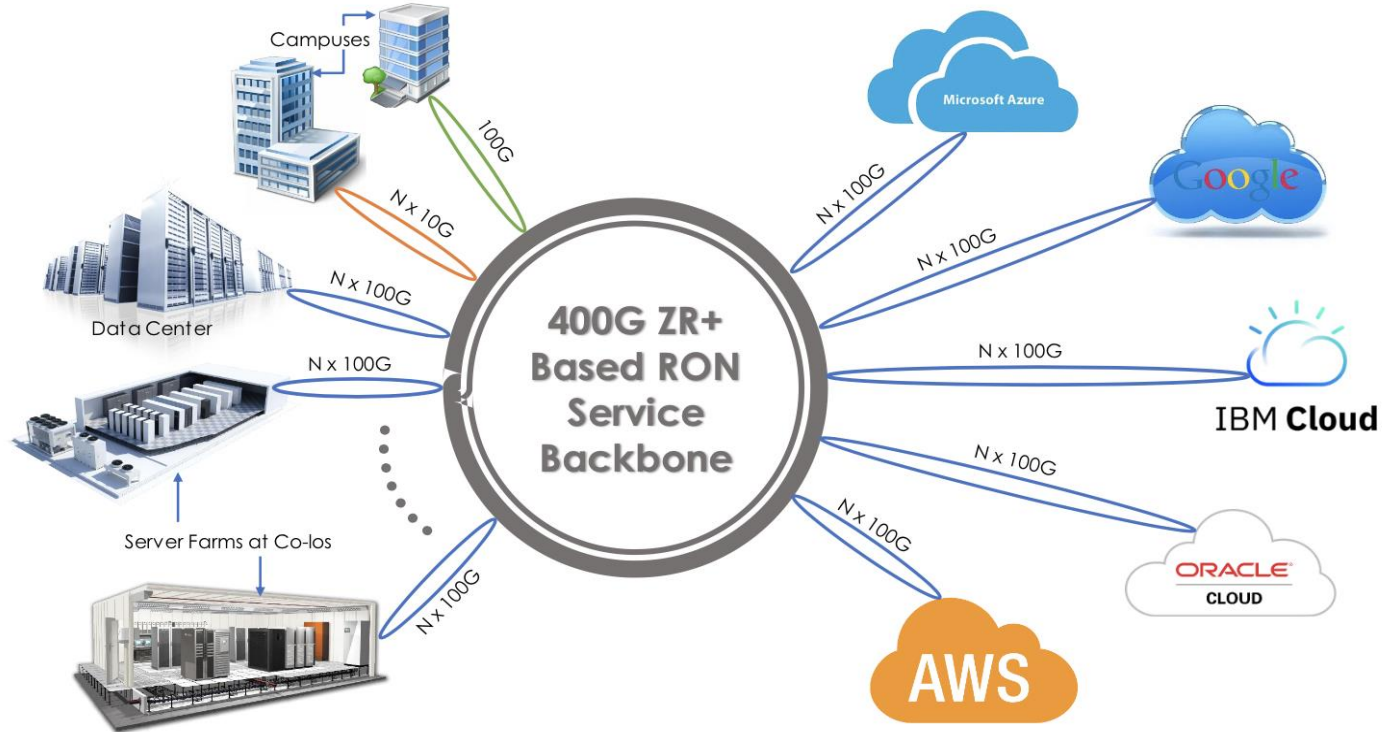 Campuses
100G
N x 10G
N x 100G
Data Center
N x 100G
Server Farms at Co-los
N x 100G
400G ZR+
Based RON
Service
Backbone
Microsoft Azure
N x 100G
Google
N x 100G
N x 100G
IBM Cloud
N x 100G
ORACLE
CLOUD
N x 100G
AWS